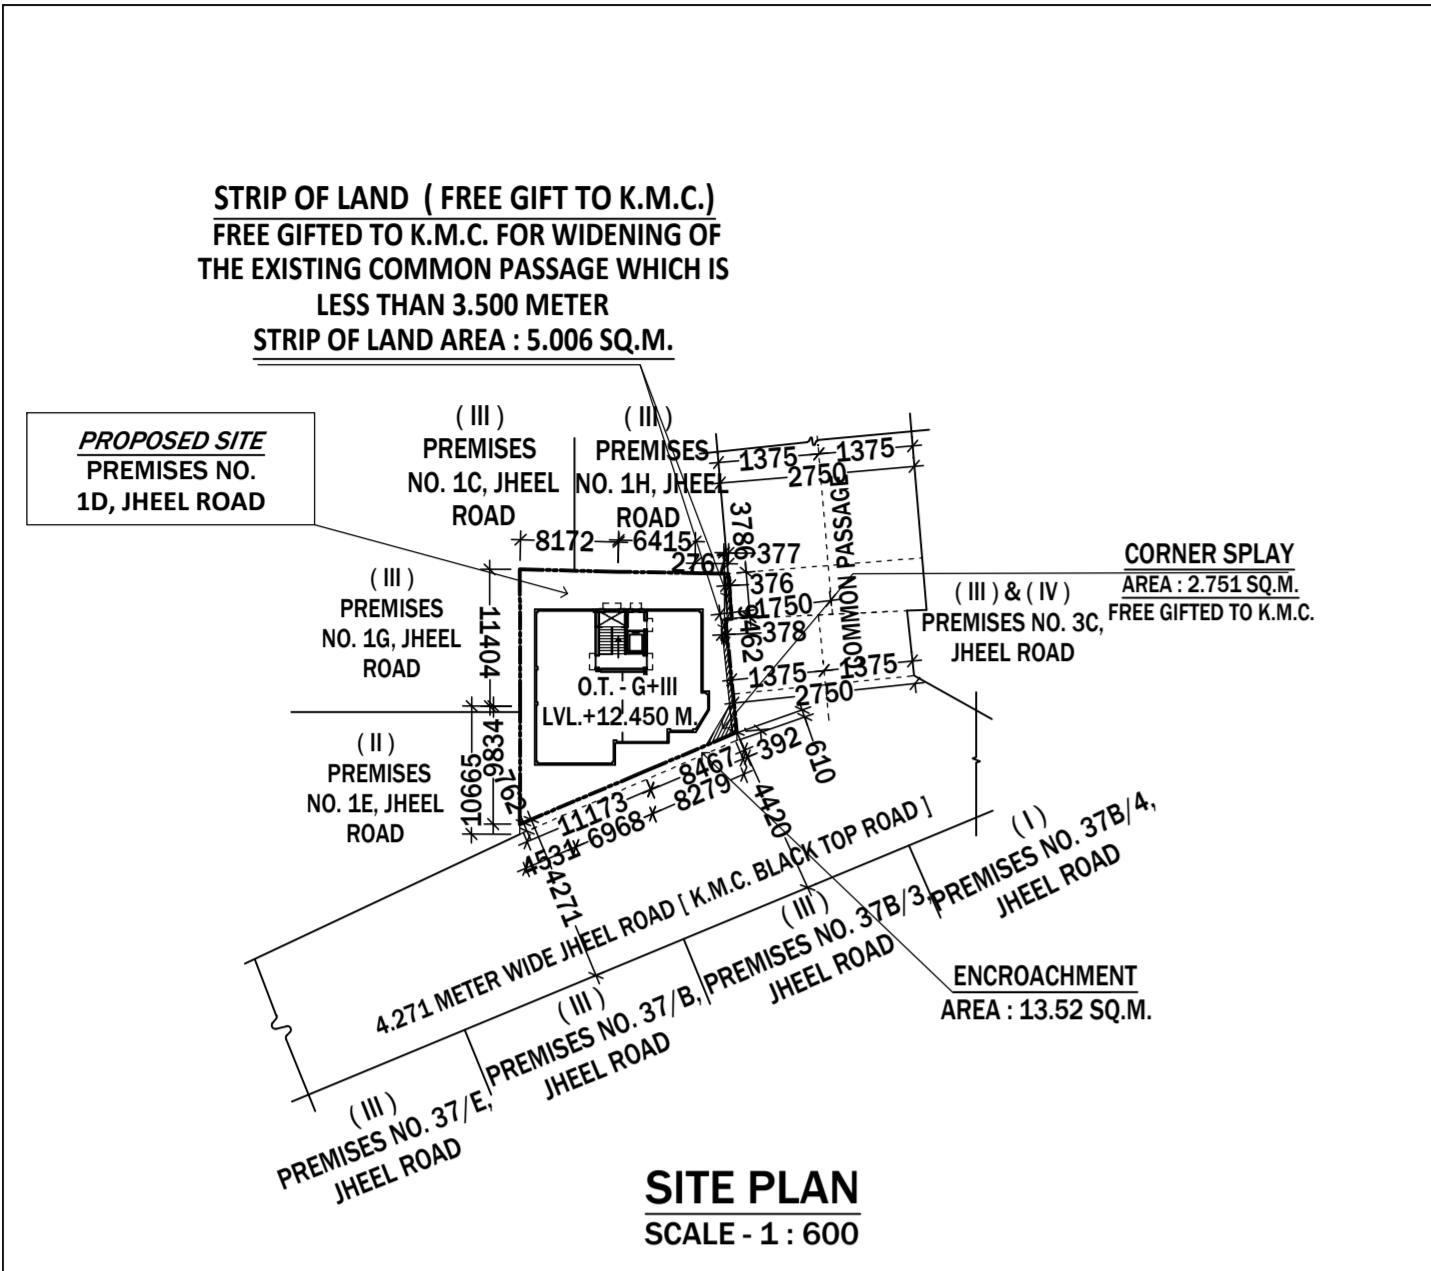 STRIP OF LAND ( FREE GIFT TO K.M.C.)
FREE GIFTED TO K.M.C. FOR WIDENING OF
THE EXISTING COMMON PASSAGE WHICH IS
LESS THAN 3.500 METER
STRIP OF LAND AREA : 5.006 SQ.M.
PROPOSED SITE
PREMISES NO.
1D, JHEEL ROAD
( III )
PREMISES
NO. 1C, JHEEL
ROAD
( III )
PREMISES
NO. 1H, JHEEL
ROAD
1375
1375
2750
COMMON PASSAGE
3786
8172
6415
2767
377
376
1750
378
9462
1375
1375
2750
CORNER SPLAY
AREA : 2.751 SQ.M.
FREE GIFTED TO K.M.C.
( III ) & ( IV )
PREMISES NO. 3C,
JHEEL ROAD
( III )
PREMISES
NO. 1G, JHEEL
ROAD
11404
O.T. - G+III
LVL.+12.450 M.
( II )
PREMISES
NO. 1E, JHEEL
ROAD
10665
9834
762
11173
8467
392
610
4531
6968
8279
4271
4420
4.271 METER WIDE JHEEL ROAD [ K.M.C. BLACK TOP ROAD ]
( I )
PREMISES NO. 37B/4,
JHEEL ROAD
( III )
PREMISES NO. 37B/3,
JHEEL ROAD
( III )
PREMISES NO. 37/B,
JHEEL ROAD
( III )
PREMISES NO. 37/E,
JHEEL ROAD
ENCROACHMENT
AREA : 13.52 SQ.M.
SITE PLAN
SCALE - 1 : 600